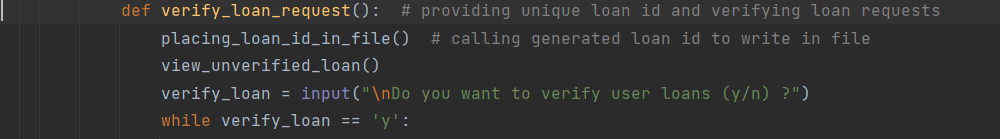 def verify_loan_request():  # providing unique loan id and verifying loan requests
placing_loan_id_in_file()  # calling generated loan id to write in file
view_unverified_loan()
verify_loan = input("\nDo you want to verify user loans (y/n) ?")
while verify_loan == 'y':